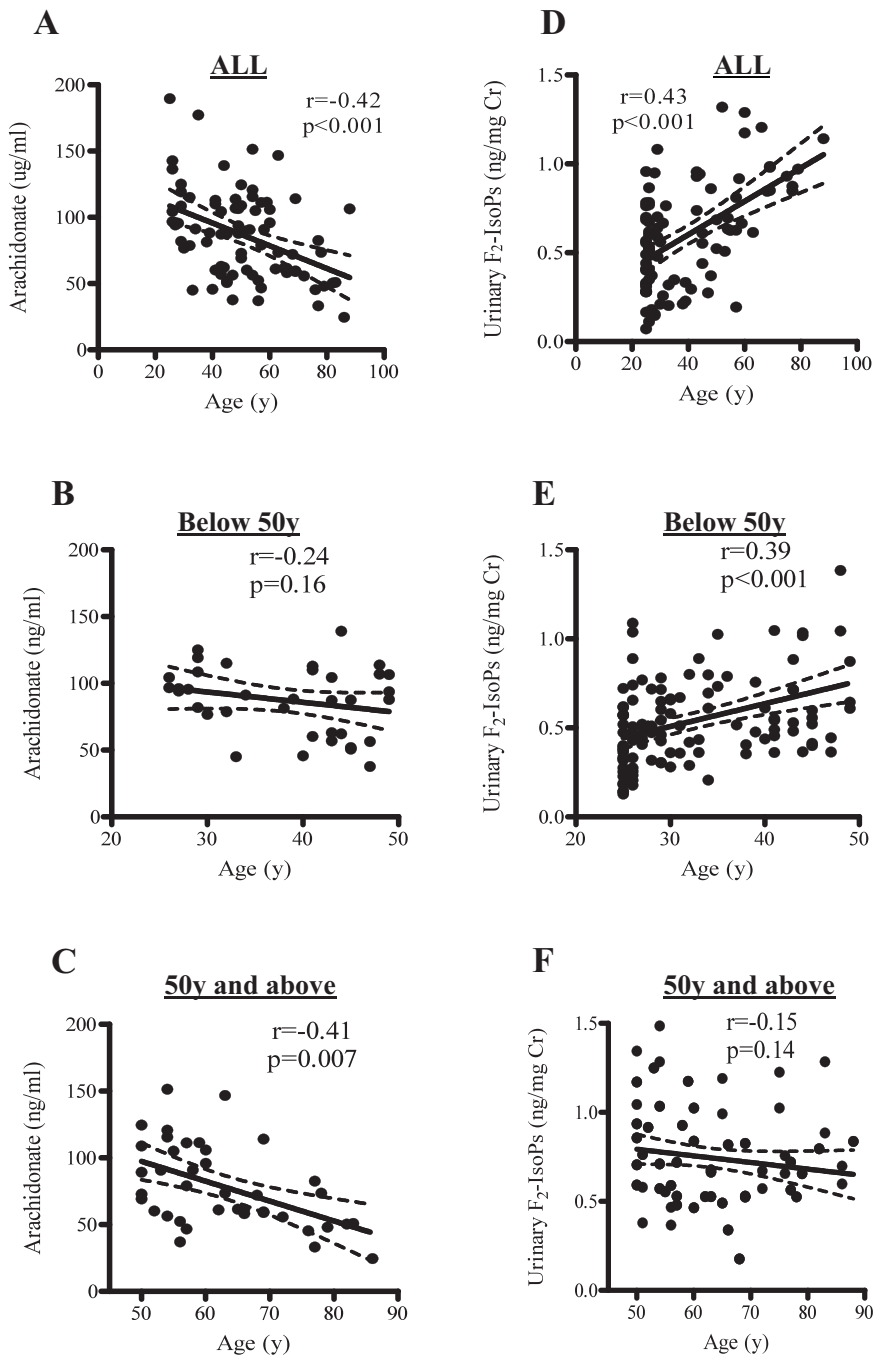 A
ALL
r=-0.42
p<0.001
Arachidonate (ug/ml)
200
150
100
50
0
0 20 40 60 80 100
Age (y)
D
ALL
r=0.43
p<0.001
Urinary F2-IsoPs (ng/mg Cr)
1.5
1.0
0.5
0.0
0 20 40 60 80 100
Age (y)
B
Below 50y
r=-0.24
p=0.16
Arachidonate (ng/ml)
200
150
100
50
0
20 30 40 50
Age (y)
E
Below 50y
r=0.39
p<0.001
Urinary F2-IsoPs (ng/mg Cr)
1.5
1.0
0.5
0.0
20 30 40 50
Age (y)
C
50y and above
r=-0.41
p=0.007
Arachidonate (ng/ml)
200
150
100
50
0
50 60 70 80 90
Age (y)
F
50y and above
r=-0.15
p=0.14
Urinary F2-IsoPs (ng/mg Cr)
1.5
1.0
0.5
0.0
50 60 70 80 90
Age (y)